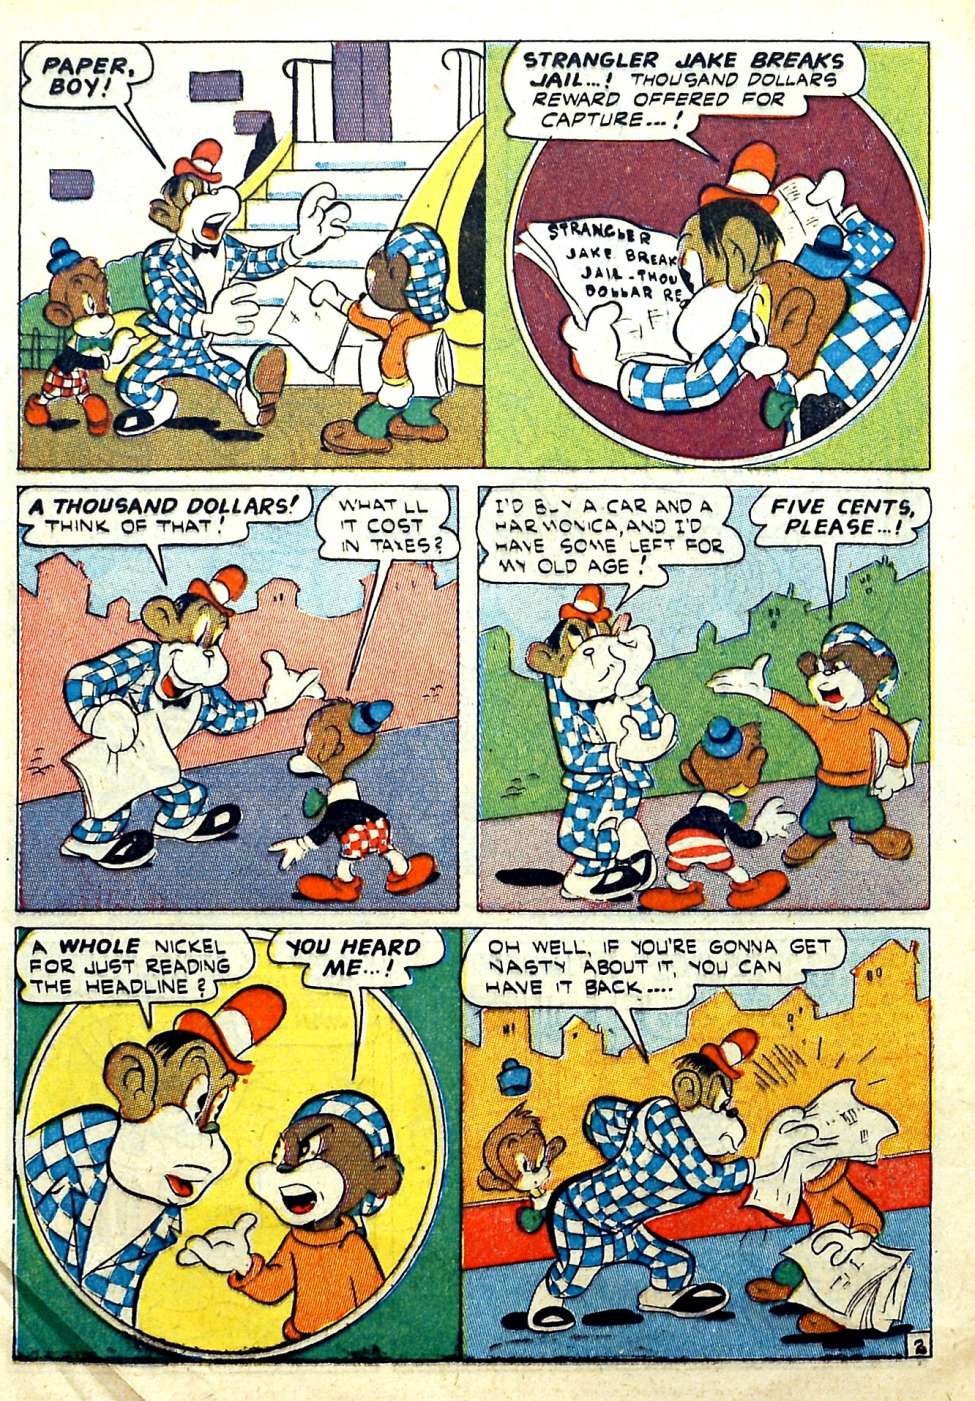 PAPER,
BOY!
STRANGLER JAKE BREAKS
JAIL...! THOUSAND DOLLARS
REWARD OFFERED FOR
CAPTURE...!
STRANGLER
JAKE BREAK
JAIL - THOU
DOLLAR RE
A THOUSAND DOLLARS!
THINK OF THAT!
WHAT'LL
IT COST
IN TAXES?
I'D BUY A CAR AND A
HARMONICA, AND I'D
HAVE SOME LEFT FOR
MY OLD AGE!
FIVE CENTS,
PLEASE...!
A WHOLE NICKEL
FOR JUST READING
THE HEADLINE?
YOU HEARD
ME...!
OH WELL, IF YOU'RE GONNA GET
NASTY ABOUT IT, YOU CAN
HAVE IT BACK....
2